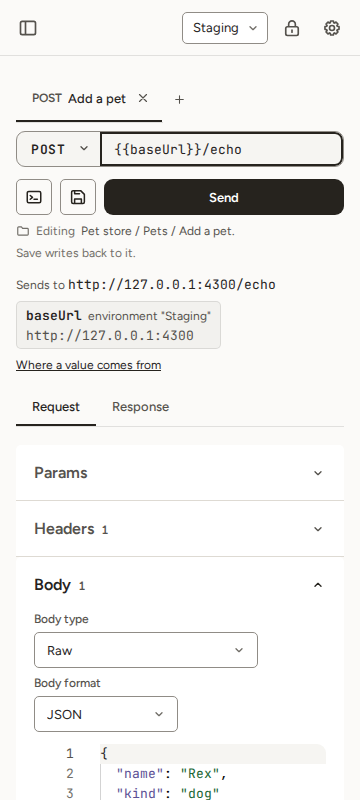 Staging
POST Add a pet
POST {{baseUrl}}/echo
Send
Editing Pet store / Pets / Add a pet.
Save writes back to it.
Sends to http://127.0.0.1:4300/echo
baseUrl environment "Staging"
http://127.0.0.1:4300
Where a value comes from
Request Response
Params
Headers 1
Body 1
Body type
Raw
Body format
JSON
1 {
2 "name": "Rex",
3 "kind": "dog"